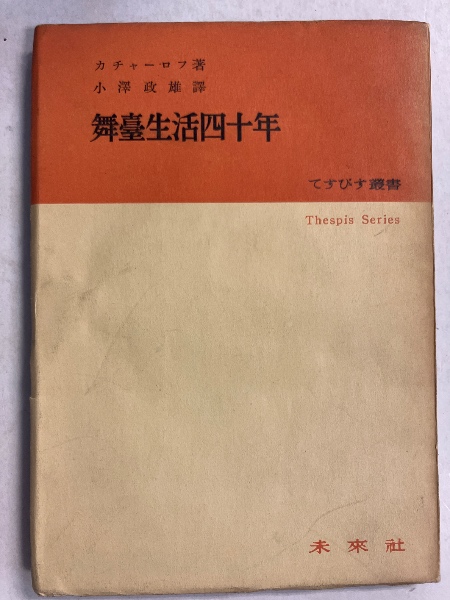 カチャーロフ著
小澤政雄譯
舞臺生活四十年
てすぴす叢書
Thespis Series
未來社